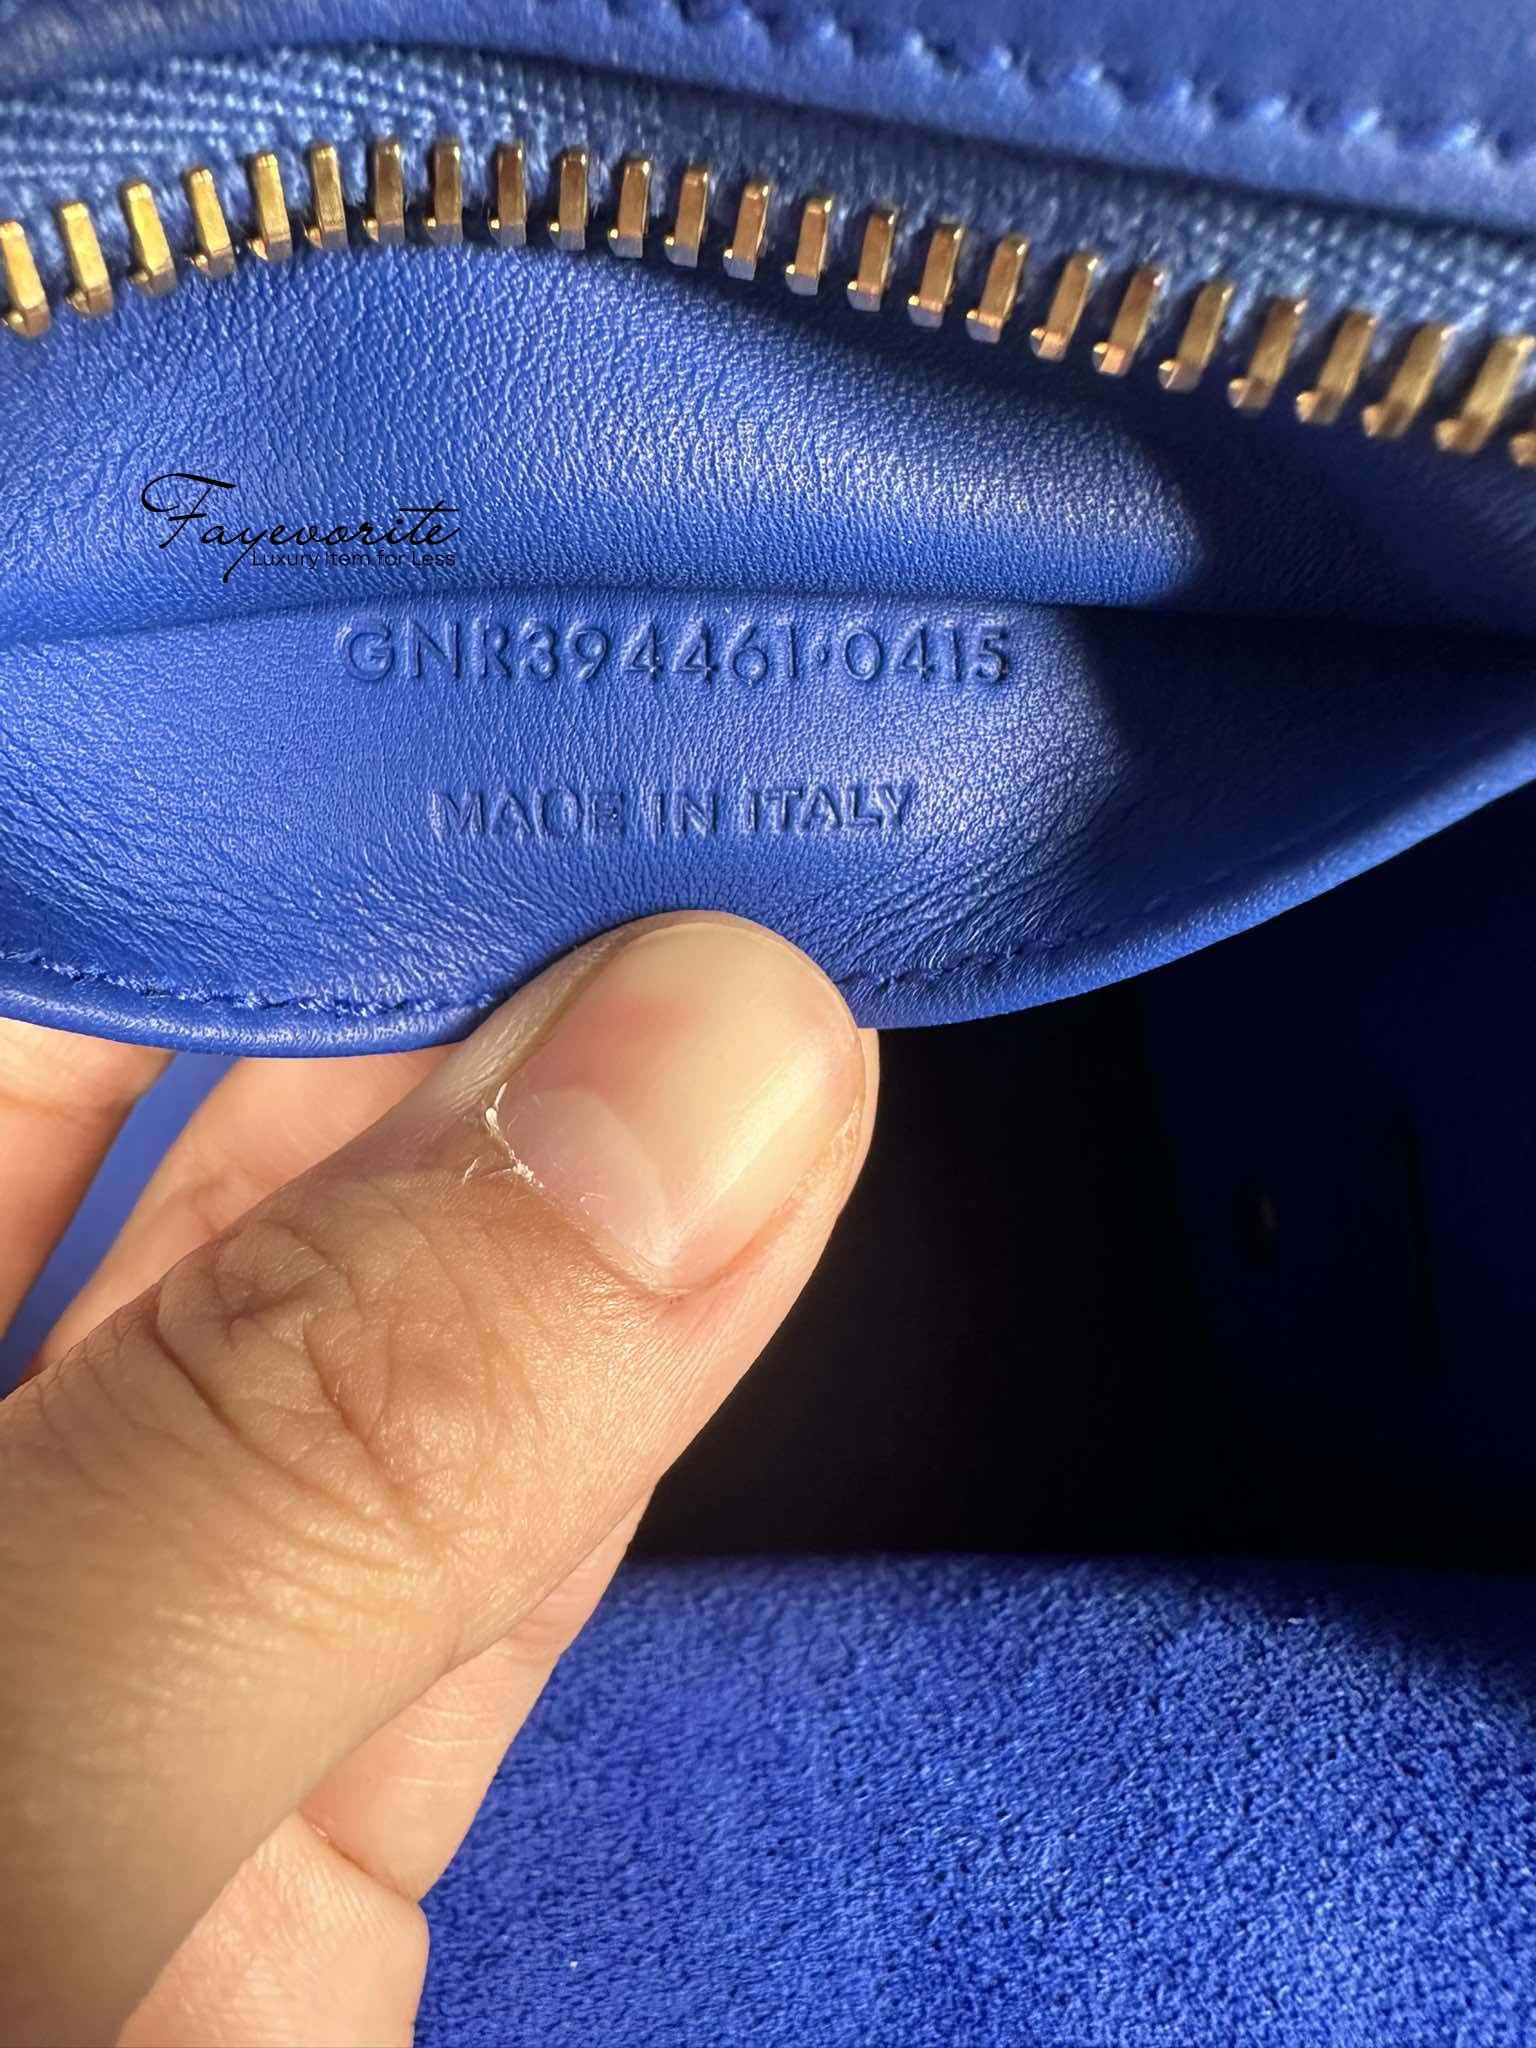 Fayevorite
Luxury Item for Less
GNR394461·0415
MADE IN ITALY